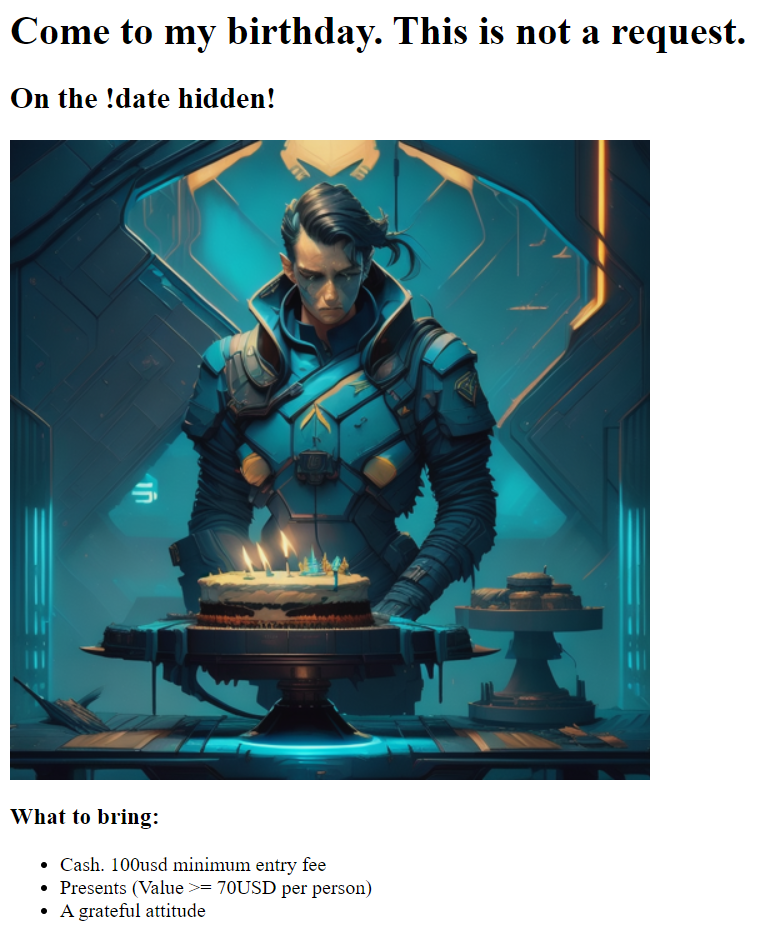 Come to my birthday. This is not a request.
On the !date hidden!
What to bring:
Cash. 100usd minimum entry fee
Presents (Value >= 70USD per person)
A grateful attitude